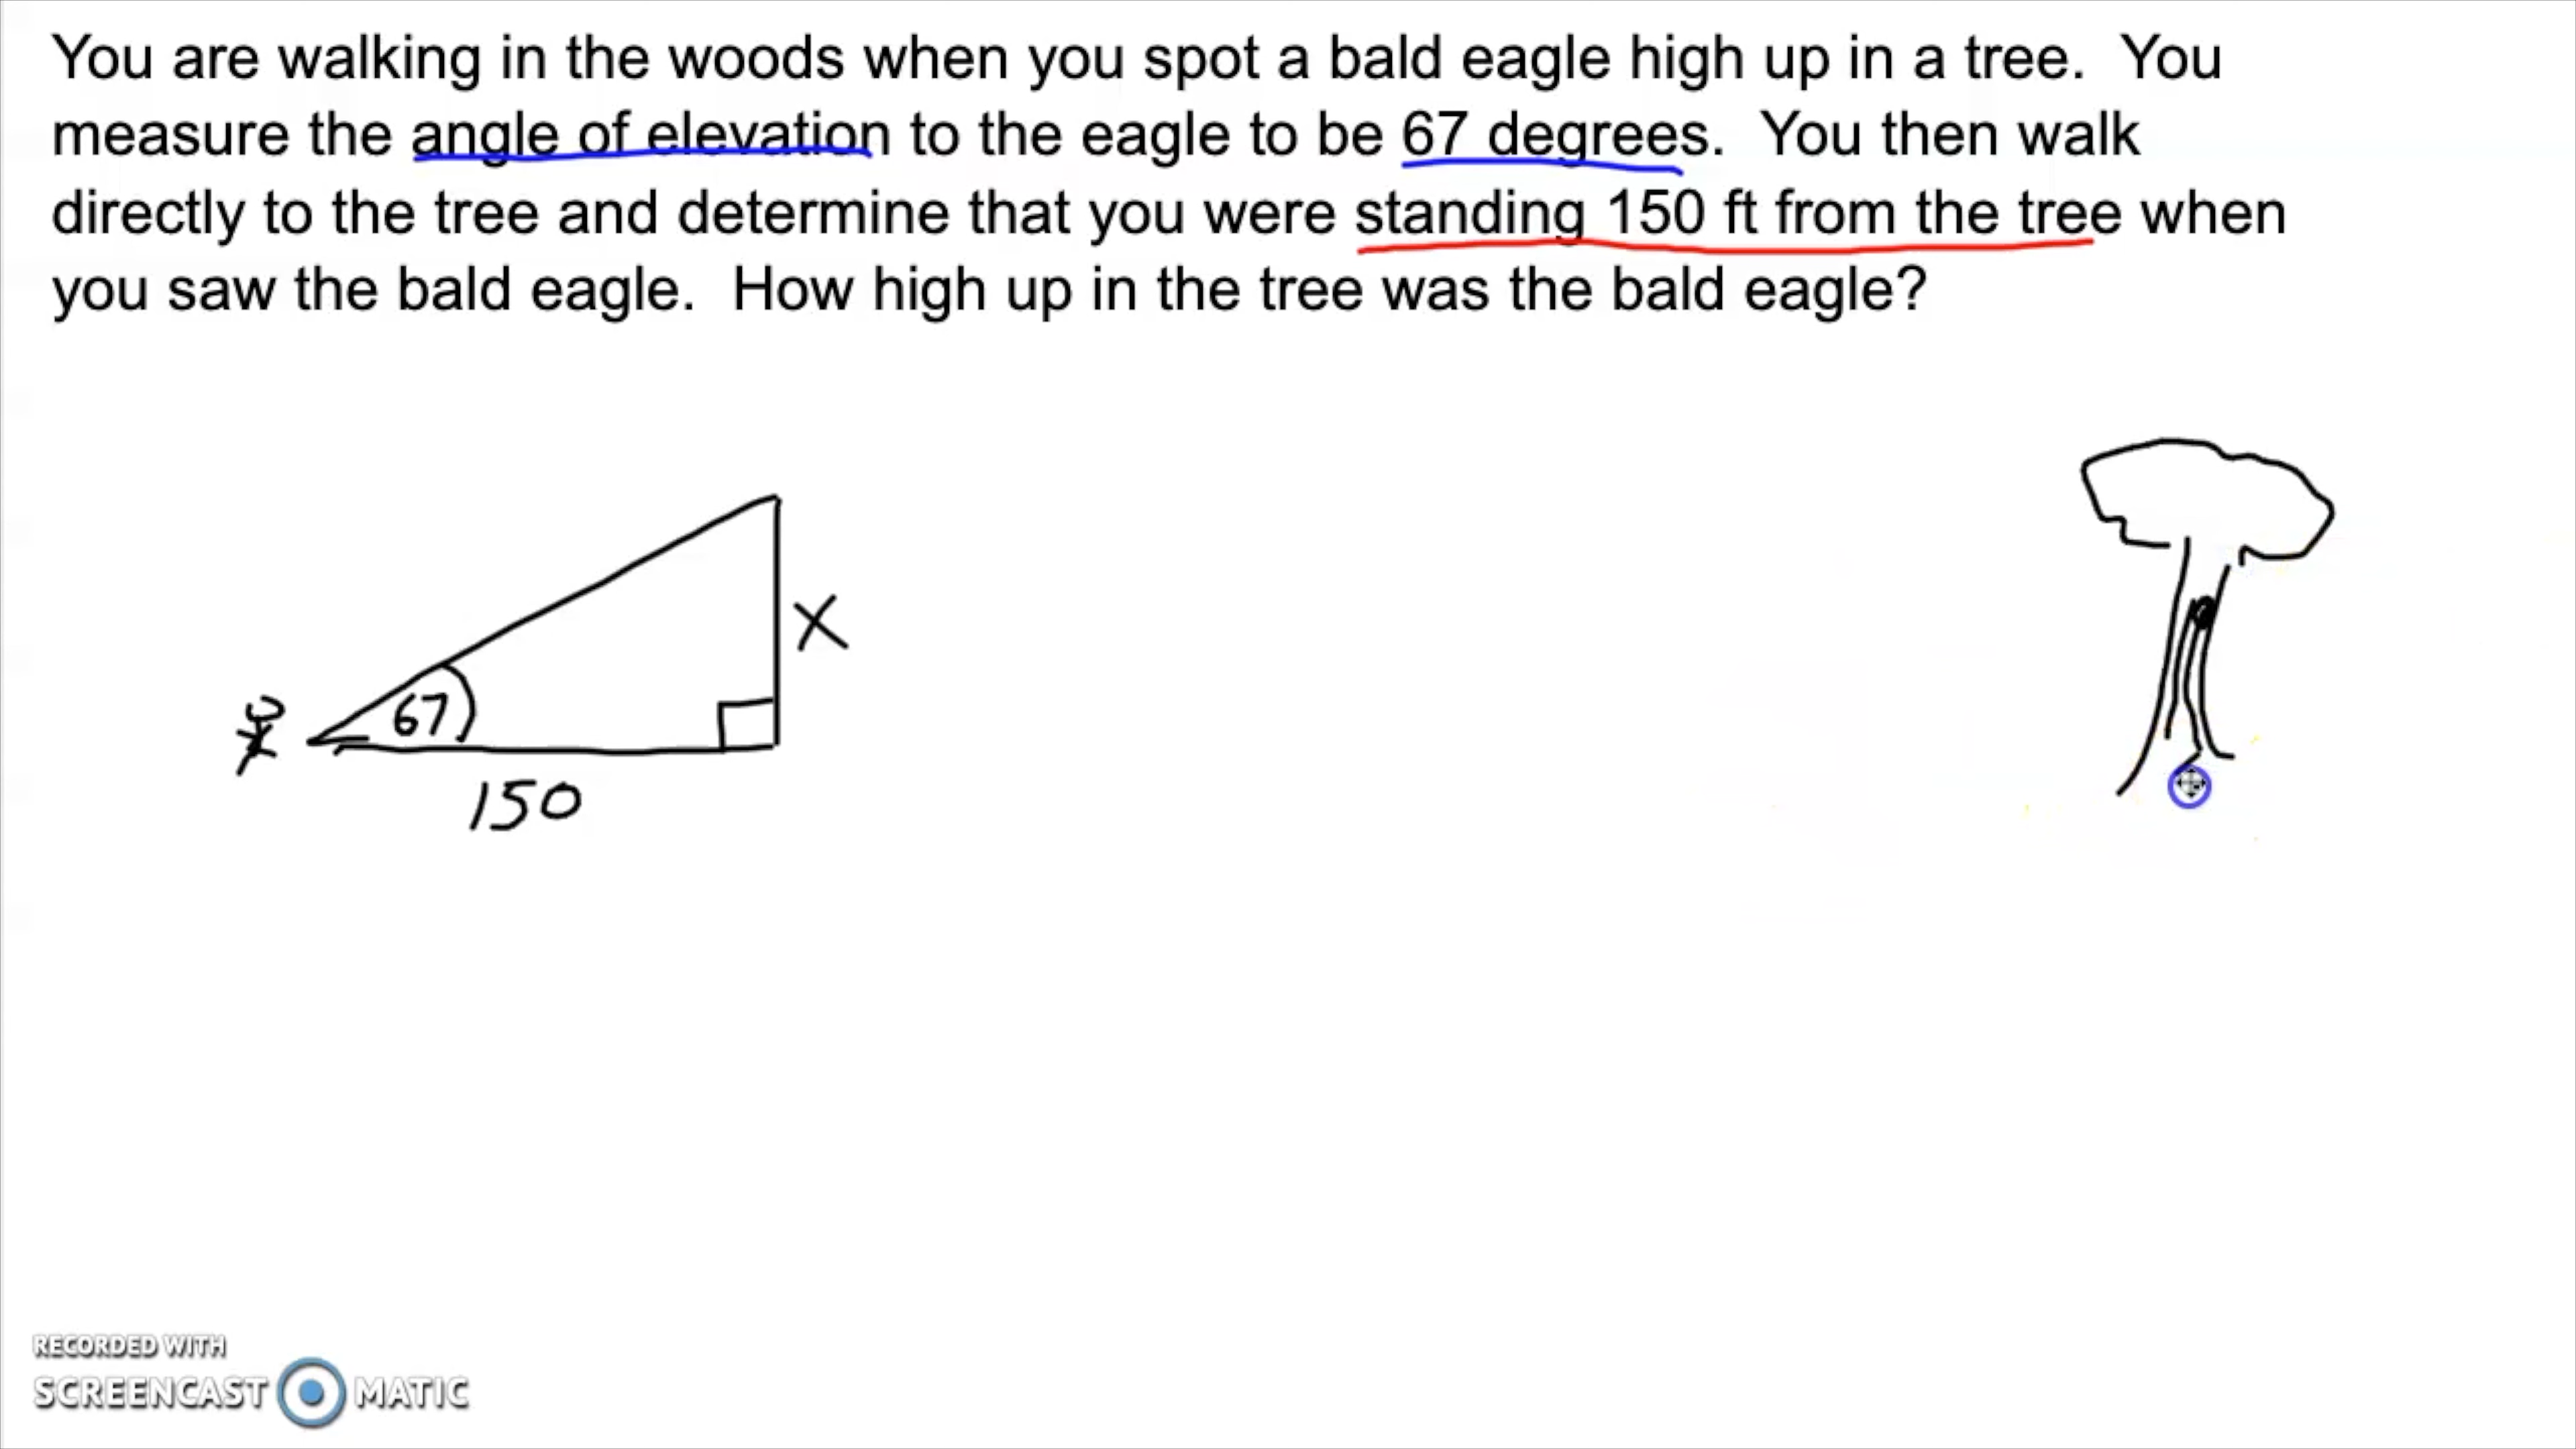 You are walking in the woods when you spot a bald eagle high up in a tree. You
measure the angle of elevation to the eagle to be 67 degrees. You then walk
directly to the tree and determine that you were standing 150 ft from the tree when
you saw the bald eagle. How high up in the tree was the bald eagle?
X
67
150
RECORDED WITH
SCREENCAST MATIC